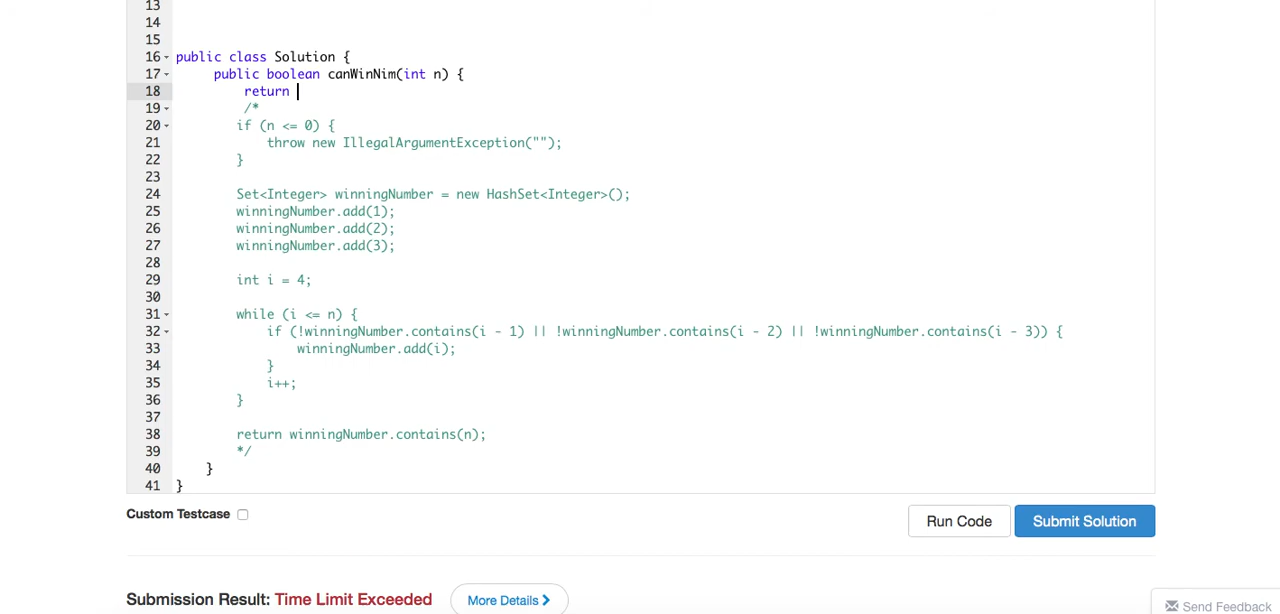 13
14
15
16 public class Solution {
17 public boolean canWinNim(int n) {
18 return
19 /*
20 if (n <= 0) {
21 throw new IllegalArgumentException("");
22 }
23
24 Set<Integer> winningNumber = new HashSet<Integer>();
25 winningNumber.add(1);
26 winningNumber.add(2);
27 winningNumber.add(3);
28
29 int i = 4;
30
31 while (i <= n) {
32 if (!winningNumber.contains(i - 1) || !winningNumber.contains(i - 2) || !winningNumber.contains(i - 3)) {
33 winningNumber.add(i);
34 }
35 i++;
36 }
37
38 return winningNumber.contains(n);
39 */
40 }
41 }
Custom Testcase
Run Code
Submit Solution
Submission Result: Time Limit Exceeded
More Details
Send Feedback